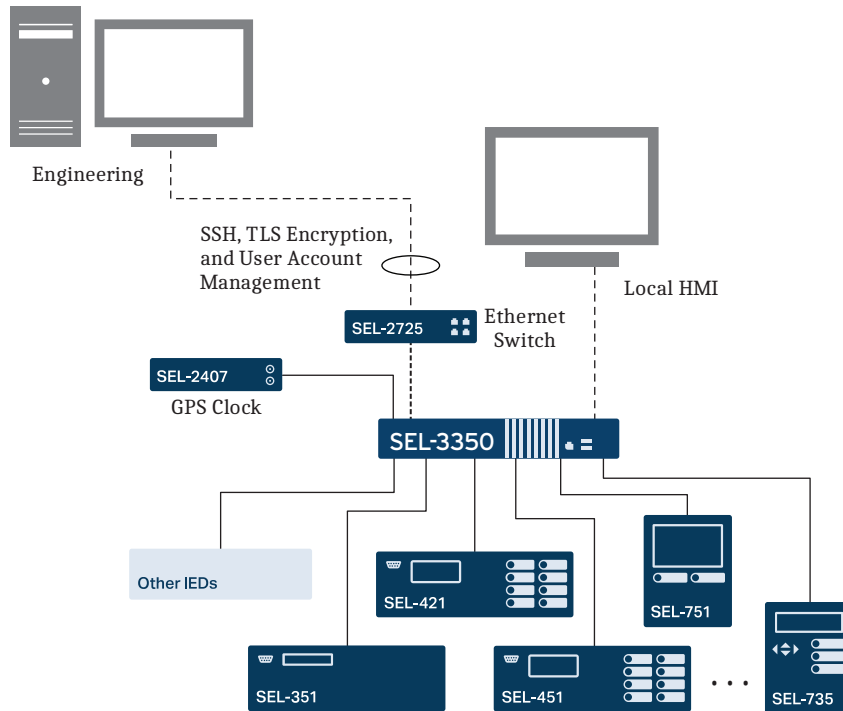 Engineering
SSH, TLS Encryption,
and User Account
Management
Local HMI
SEL-2725
Ethernet
Switch
SEL-2407
GPS Clock
SEL-3350
Other IEDs
SEL-421
SEL-751
SEL-351
SEL-451
...
SEL-735